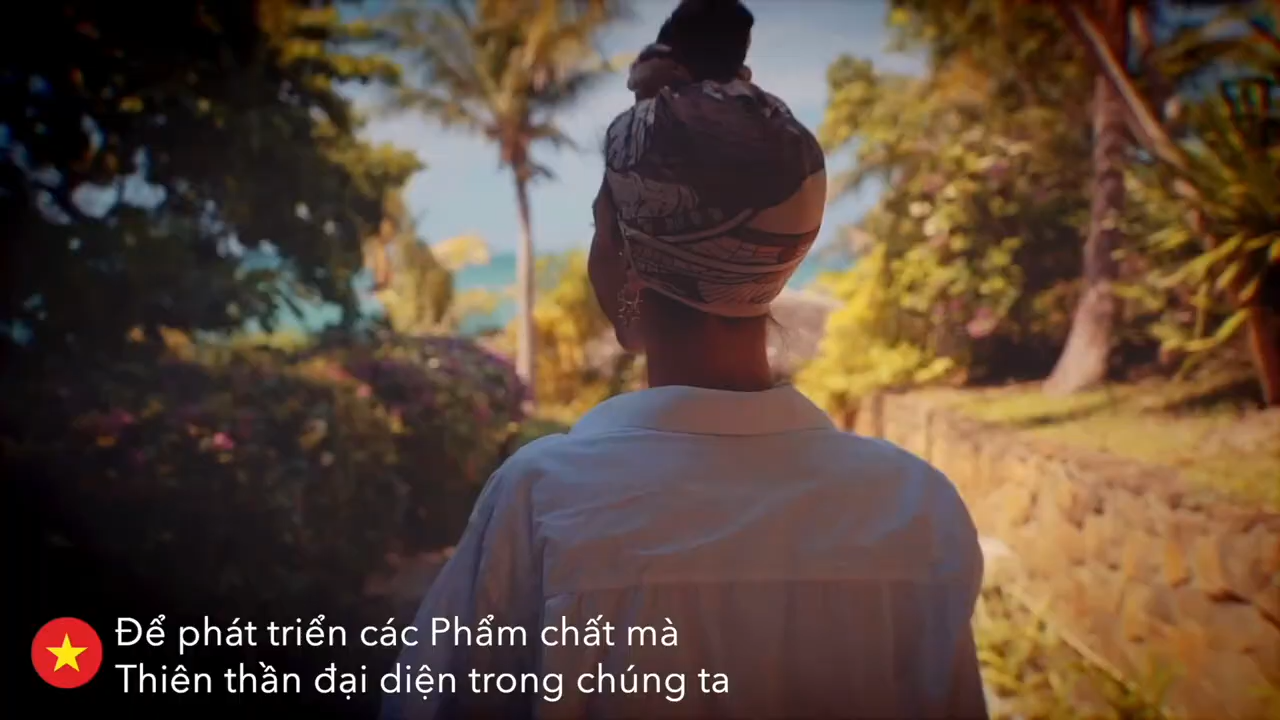 Để phát triển các Phẩm chất mà
Thiên thần đại diện trong chúng ta